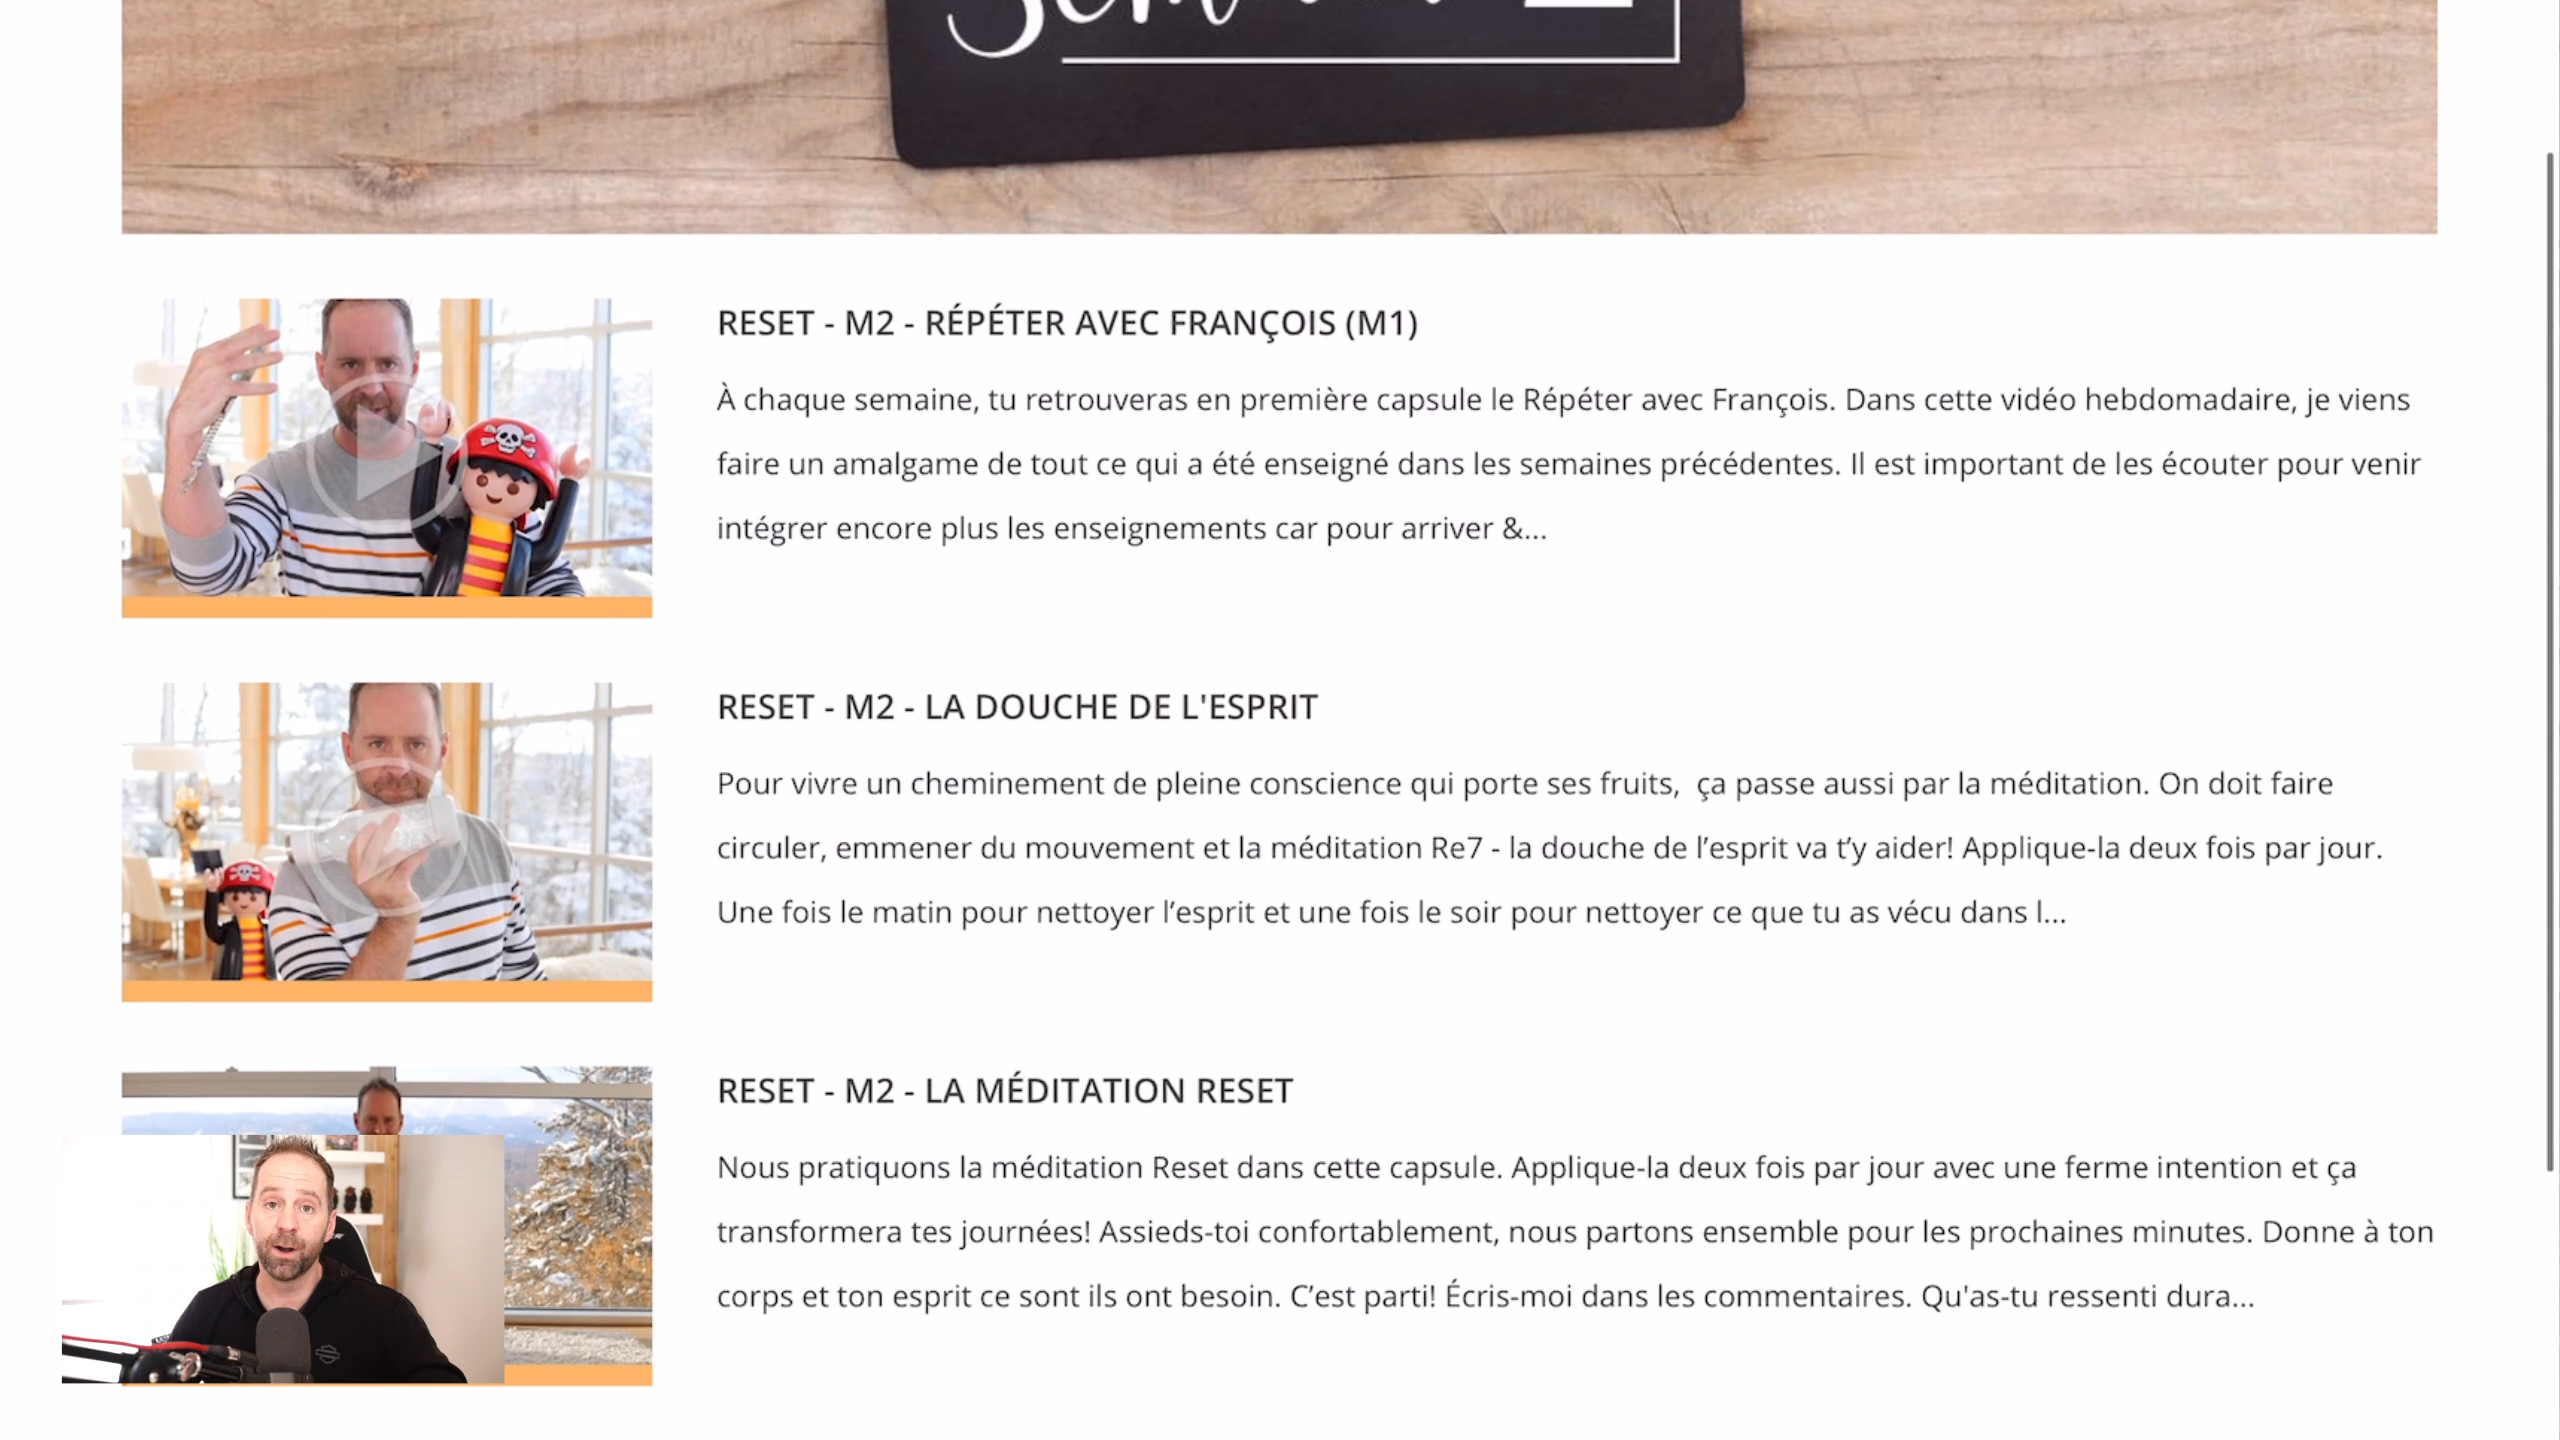 RESET - M2 - RÉPÉTER AVEC FRANÇOIS (M1)
À chaque semaine, tu retrouveras en première capsule le Répéter avec François. Dans cette vidéo hebdomadaire, je viens
faire un amalgame de tout ce qui a été enseigné dans les semaines précédentes. Il est important de les écouter pour venir
intégrer encore plus les enseignements car pour arriver &...
RESET - M2 - LA DOUCHE DE L'ESPRIT
Pour vivre un cheminement de pleine conscience qui porte ses fruits,  ça passe aussi par la méditation. On doit faire
circuler, emmener du mouvement et la méditation Re7 - la douche de l’esprit va t’y aider! Applique-la deux fois par jour.
Une fois le matin pour nettoyer l’esprit et une fois le soir pour nettoyer ce que tu as vécu dans l...
RESET - M2 - LA MÉDITATION RESET
Nous pratiquons la méditation Reset dans cette capsule. Applique-la deux fois par jour avec une ferme intention et ça
transformera tes journées! Assieds-toi confortablement, nous partons ensemble pour les prochaines minutes. Donne à ton
corps et ton esprit ce sont ils ont besoin. C’est parti! Écris-moi dans les commentaires. Qu'as-tu ressenti dura...